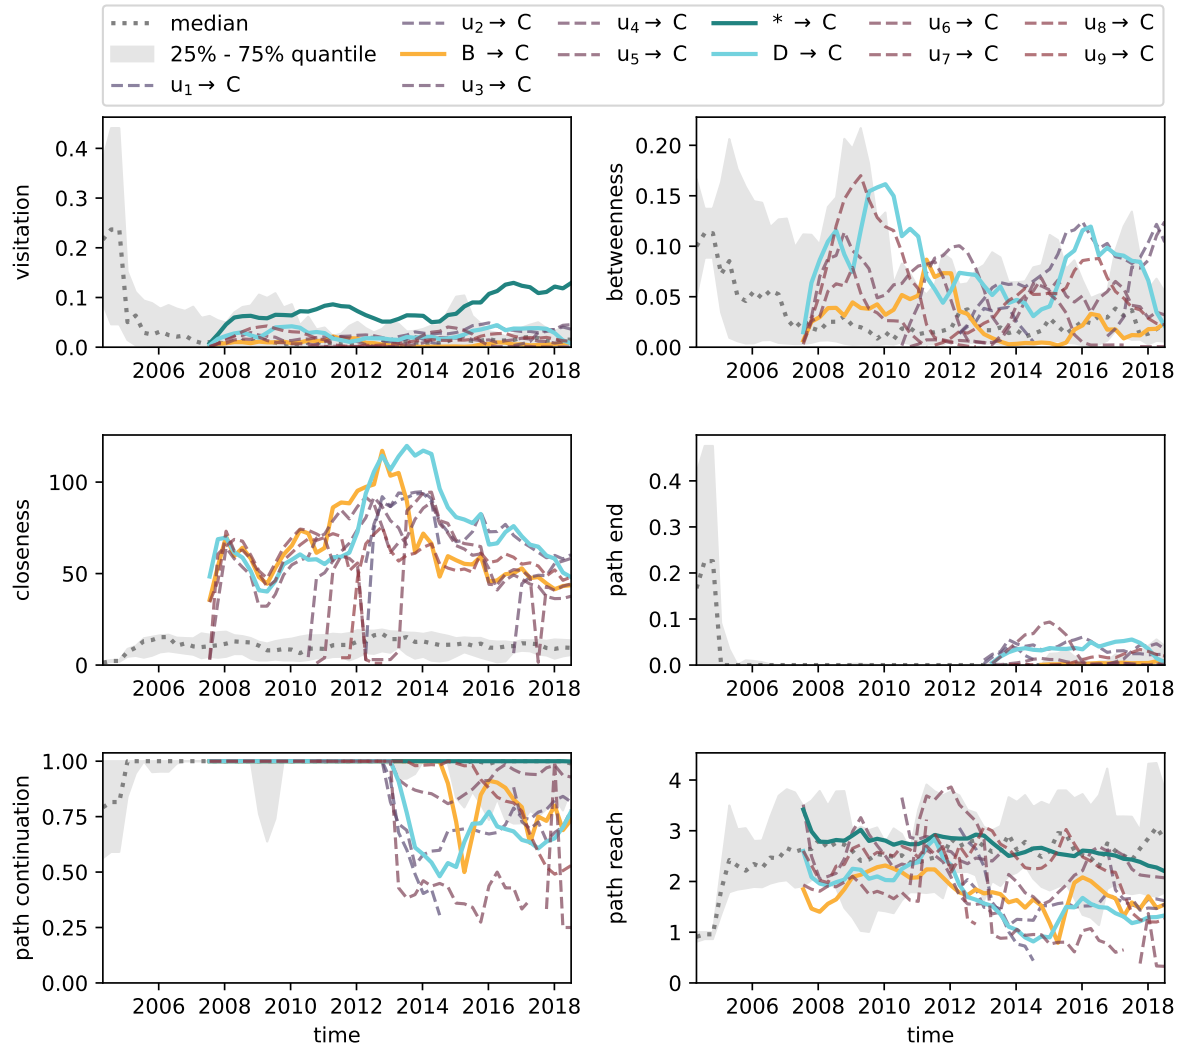 median
25% - 75% quantile
u₁→ C
u₂→ C
B → C
u₃→ C
u₄→ C
u₅→ C
* → C
D → C
u₆→ C
u₇→ C
u₈→ C
u₉→ C
visitation
0.4
0.3
0.2
0.1
0.0
2006 2008 2010 2012 2014 2016 2018
betweenness
0.20
0.15
0.10
0.05
0.00
2006 2008 2010 2012 2014 2016 2018
closeness
100
50
0
2006 2008 2010 2012 2014 2016 2018
path end
0.4
0.3
0.2
0.1
0.0
2006 2008 2010 2012 2014 2016 2018
path continuation
1.00
0.75
0.50
0.25
0.00
2006 2008 2010 2012 2014 2016 2018
time
path reach
4
3
2
1
0
2006 2008 2010 2012 2014 2016 2018
time